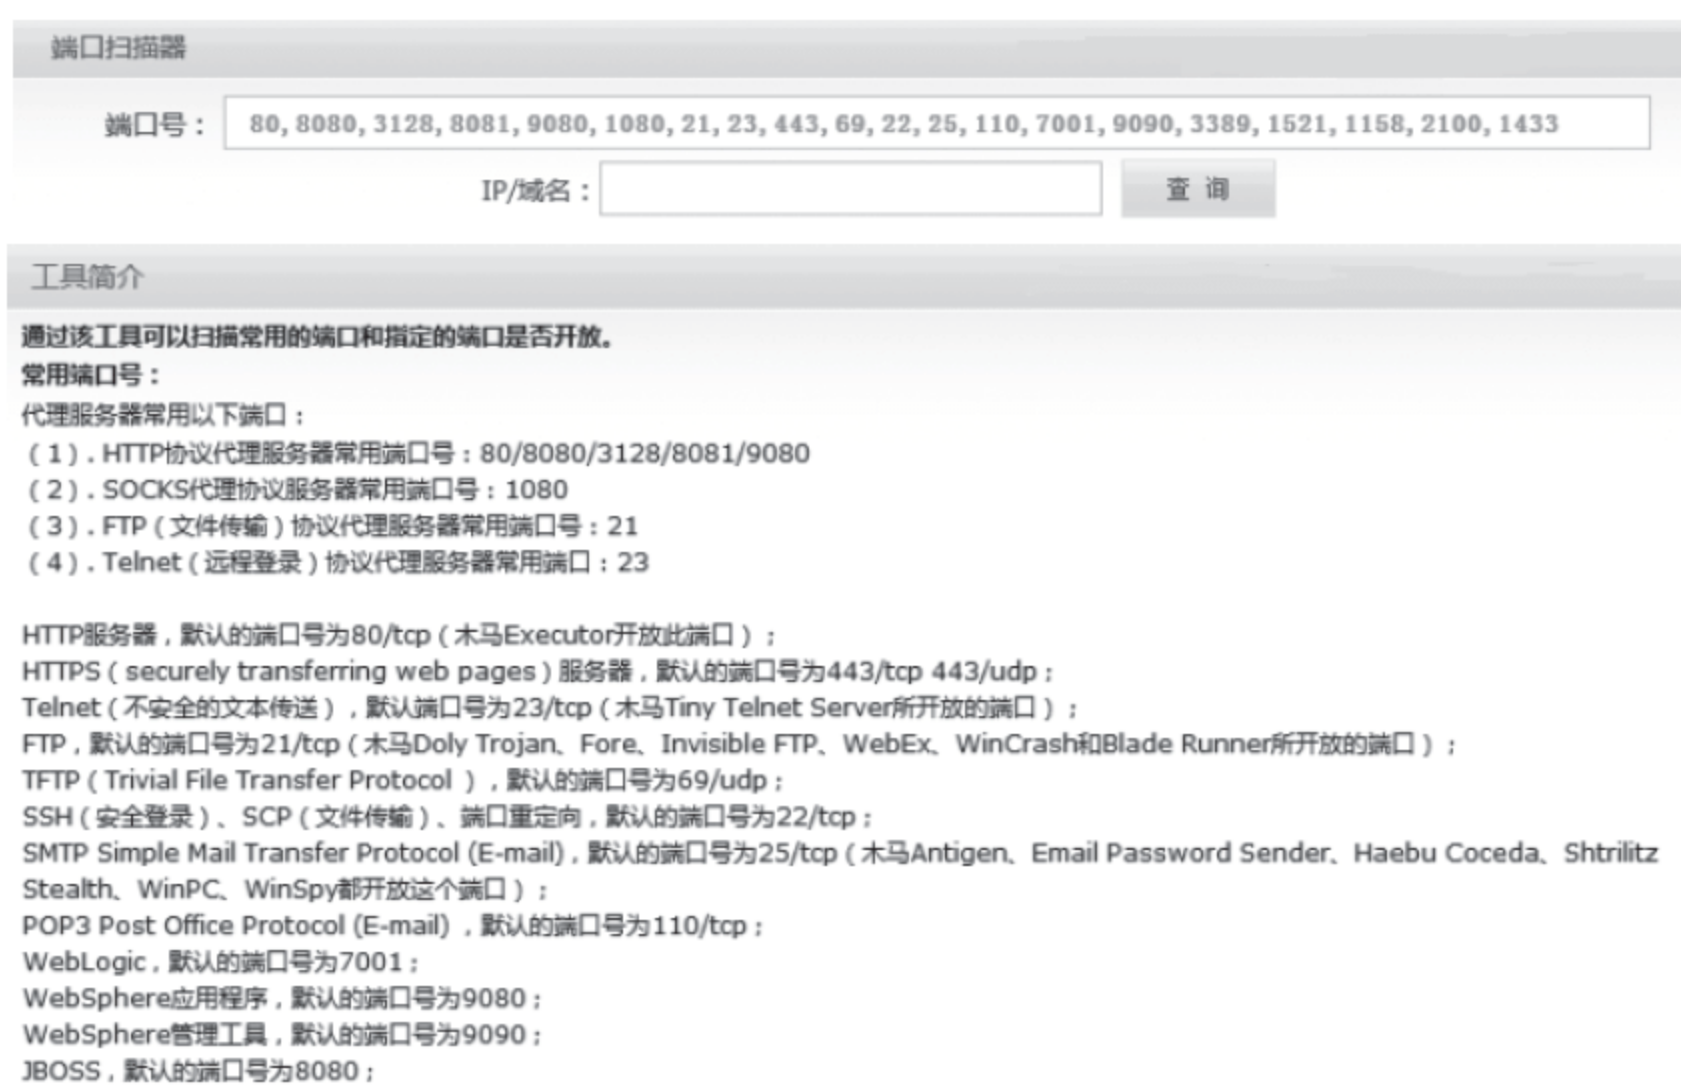 端口扫描器
端口号：
80, 8080, 3128, 8081, 9080, 1080, 21, 23, 443, 69, 22, 25, 110, 7001, 9090, 3389, 1521, 1158, 2100, 1433
IP/域名：
查 询
工具简介
通过该工具可以扫描常用的端口和指定的端口是否开放。
常用端口号：
代理服务器常用以下端口：
（1）. HTTP协议代理服务器常用端口号：80/8080/3128/8081/9080
（2）. SOCKS代理协议服务器常用端口号：1080
（3）. FTP（文件传输）协议代理服务器常用端口号：21
（4）. Telnet（远程登录）协议代理服务器常用端口：23
HTTP服务器，默认的端口号为80/tcp（木马Executor开放此端口）；
HTTPS（securely transferring web pages）服务器，默认的端口号为443/tcp 443/udp；
Telnet（不安全的文本传送），默认端口号为23/tcp（木马Tiny Telnet Server所开放的端口）；
FTP，默认的端口号为21/tcp（木马Doly Trojan、Fore、Invisible FTP、WebEx、WinCrash和Blade Runner所开放的端口）；
TFTP（Trivial File Transfer Protocol ），默认的端口号为69/udp；
SSH（安全登录）、SCP（文件传输）、端口重定向，默认的端口号为22/tcp；
SMTP Simple Mail Transfer Protocol (E-mail)，默认的端口号为25/tcp（木马Antigen、Email Password Sender、Haebu Coceda、Shtrilitz
Stealth、WinPC、WinSpy都开放这个端口）；
POP3 Post Office Protocol (E-mail) ，默认的端口号为110/tcp；
WebLogic，默认的端口号为7001；
WebSphere应用程序，默认的端口号为9080；
WebSphere管理工具，默认的端口号为9090；
JBOSS，默认的端口号为8080；